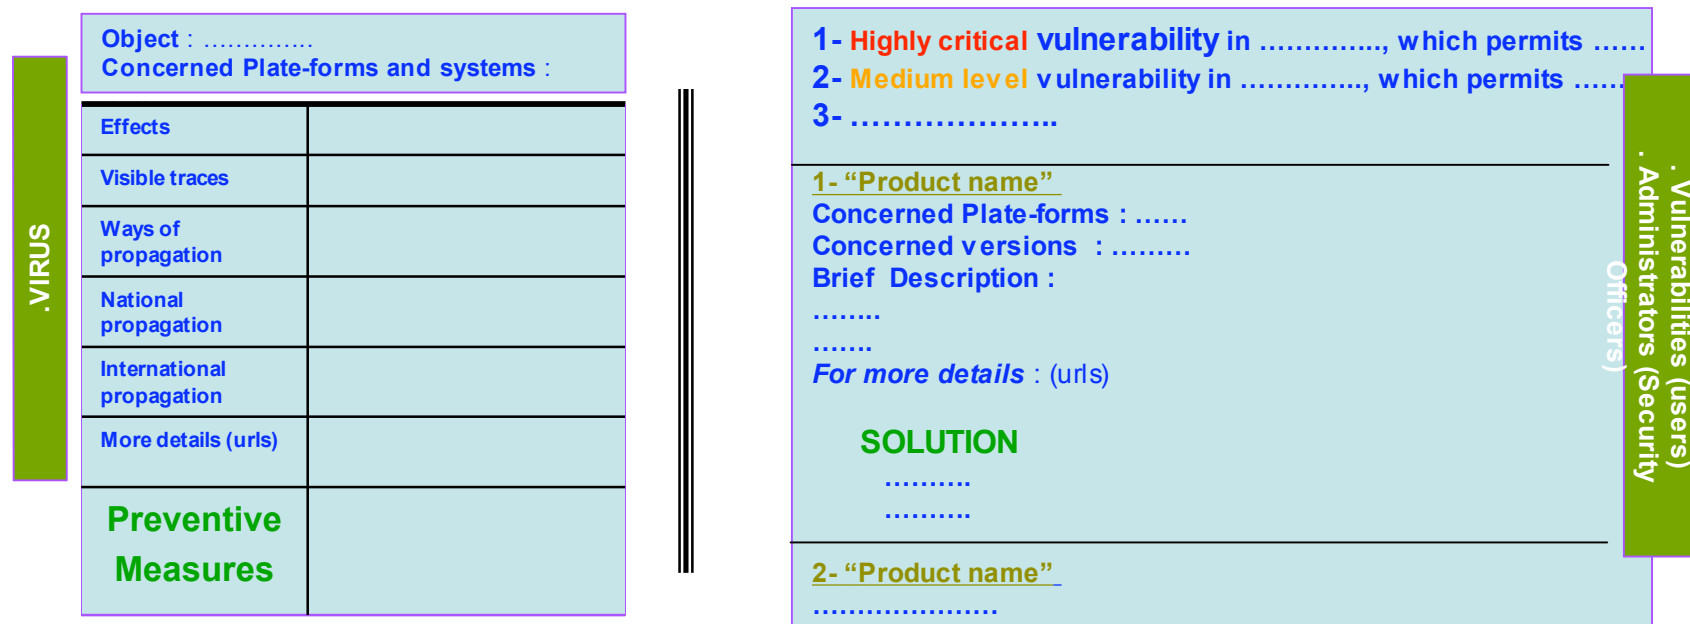 .VIRUS
Object : …………..
Concerned Plate-forms and systems :
Effects
Visible traces
Ways of
propagation
National
propagation
International
propagation
More details (urls)
Preventive
Measures
1- Highly critical vulnerability in …………..., which permits ……
2- Medium level vulnerability in ………….., which permits ……
3- ………………..
1- “Product name”
Concerned Plate-forms : ……
Concerned versions : ………
Brief Description :
……..
…….
For more details : (urls)
SOLUTION
……….
……….
2- “Product name”
…………………
. Vulnerabilities (users)
. Administrators (Security
Officers)